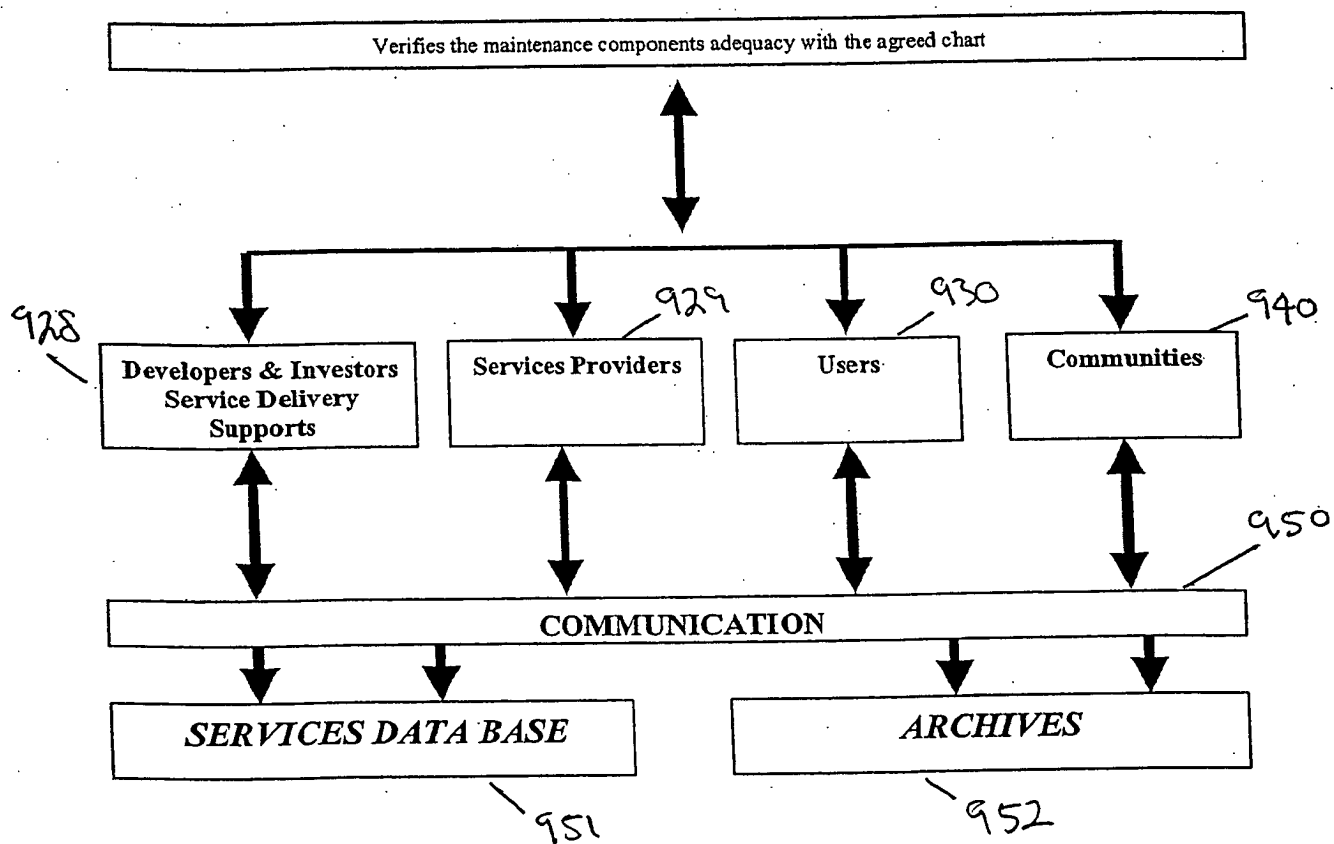 Verifies the maintenance components adequacy with the agreed chart
928
929
930
940
Developers & Investors
Service Delivery
Supports
Services Providers
Users
Communities
950
COMMUNICATION
SERVICES DATA BASE
ARCHIVES
951
952